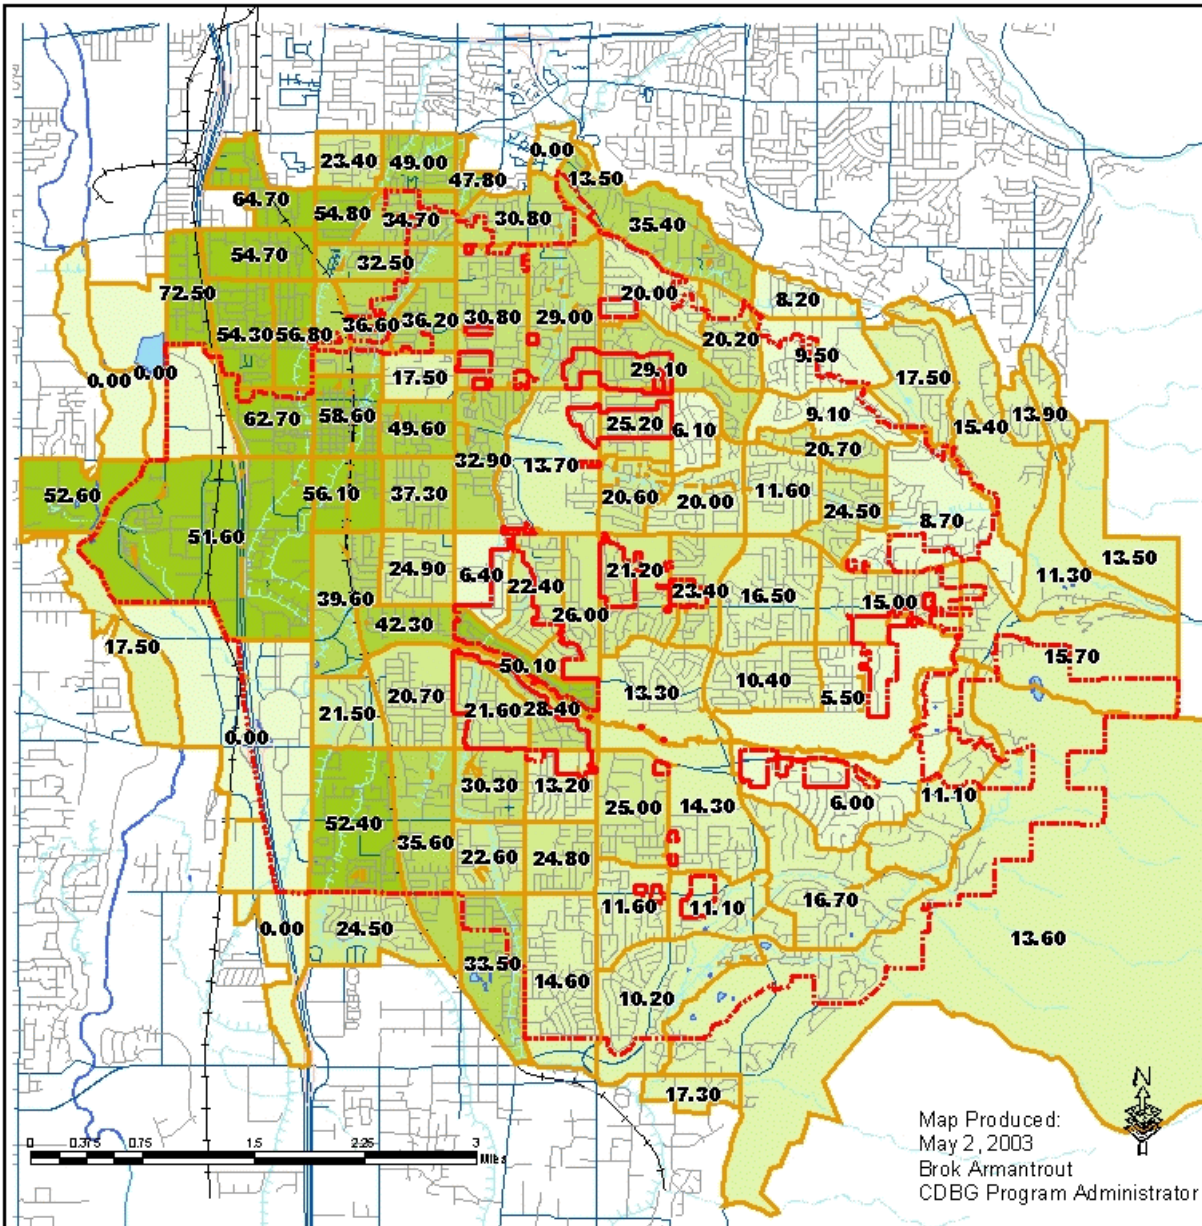 0.00
23.40 49.00
47.80 13.50
64.70
54.80 34.70 30.80 35.40
54.70 32.50
72.50 20.00 8.20
54.30 56.80 36.60 36.20 30.80 29.00
20.20 9.50
0.00 0.00 17.50 29.10 17.50
62.70 58.60 49.60 25.20 6.10 9.10 15.40 13.90
20.70
32.90 13.70
52.60 56.10 37.30 20.60 20.00 11.60 24.50
8.70
51.60 13.50
24.90 6.40 22.40 21.20 23.40 16.50 11.30
39.60 26.00 15.00
42.30
17.50 50.10 15.70
20.70 13.30 10.40 5.50
21.50 21.60 28.40
0.00
30.30 13.20 25.00 14.30 6.00 11.10
52.40 35.60
22.60 24.80
11.60 11.10 16.70
0.00 24.50 13.60
33.50 14.60 10.20
17.30
N
Map Produced:
May 2, 2003
Brok Armantrout
CDBG Program Administrator
0 0.375 0.75 1.5 2.25 3
Miles